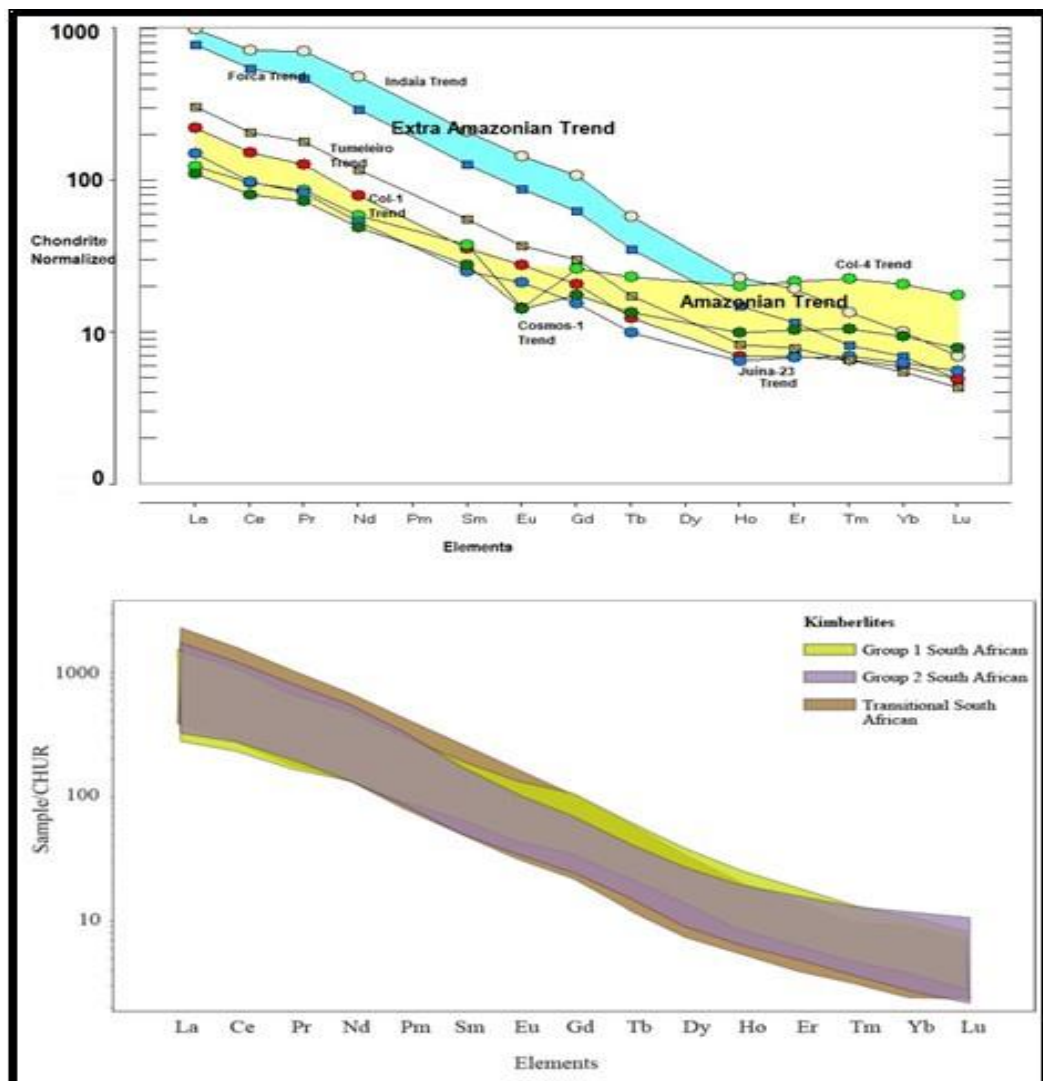 1000
Forca Trend
Indaia Trend
Extra Amazonian Trend
Tumeleiro
Trend
100
Col-1
Trend
Chondrite
Normalized
Col-4 Trend
Amazonian Trend
10
Cosmos-1
Trend
Juina-23
Trend
0
La Ce Pr Nd Pm Sm Eu Gd Tb Dy Ho Er Tm Yb Lu
Elements
Kimberlites
Group 1 South African
Group 2 South African
Transitional South
African
1000
Sample/CHUR
100
10
La Ce Pr Nd Pm Sm Eu Gd Tb Dy Ho Er Tm Yb Lu
Elements